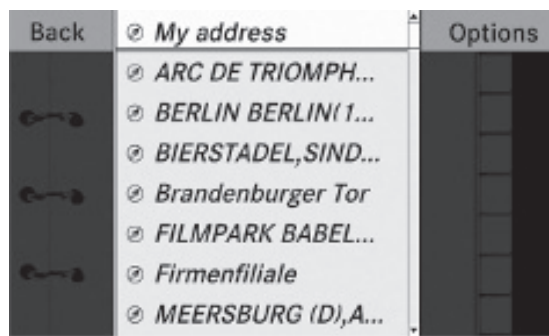 Back
My address
Options
ARC DE TRIOMPH...
BERLIN BERLIN(1...
BIERSTADEL,SIND...
Brandenburger Tor
FILMPARK BABEL...
Firmenfiliale
MEERSBURG (D),A...